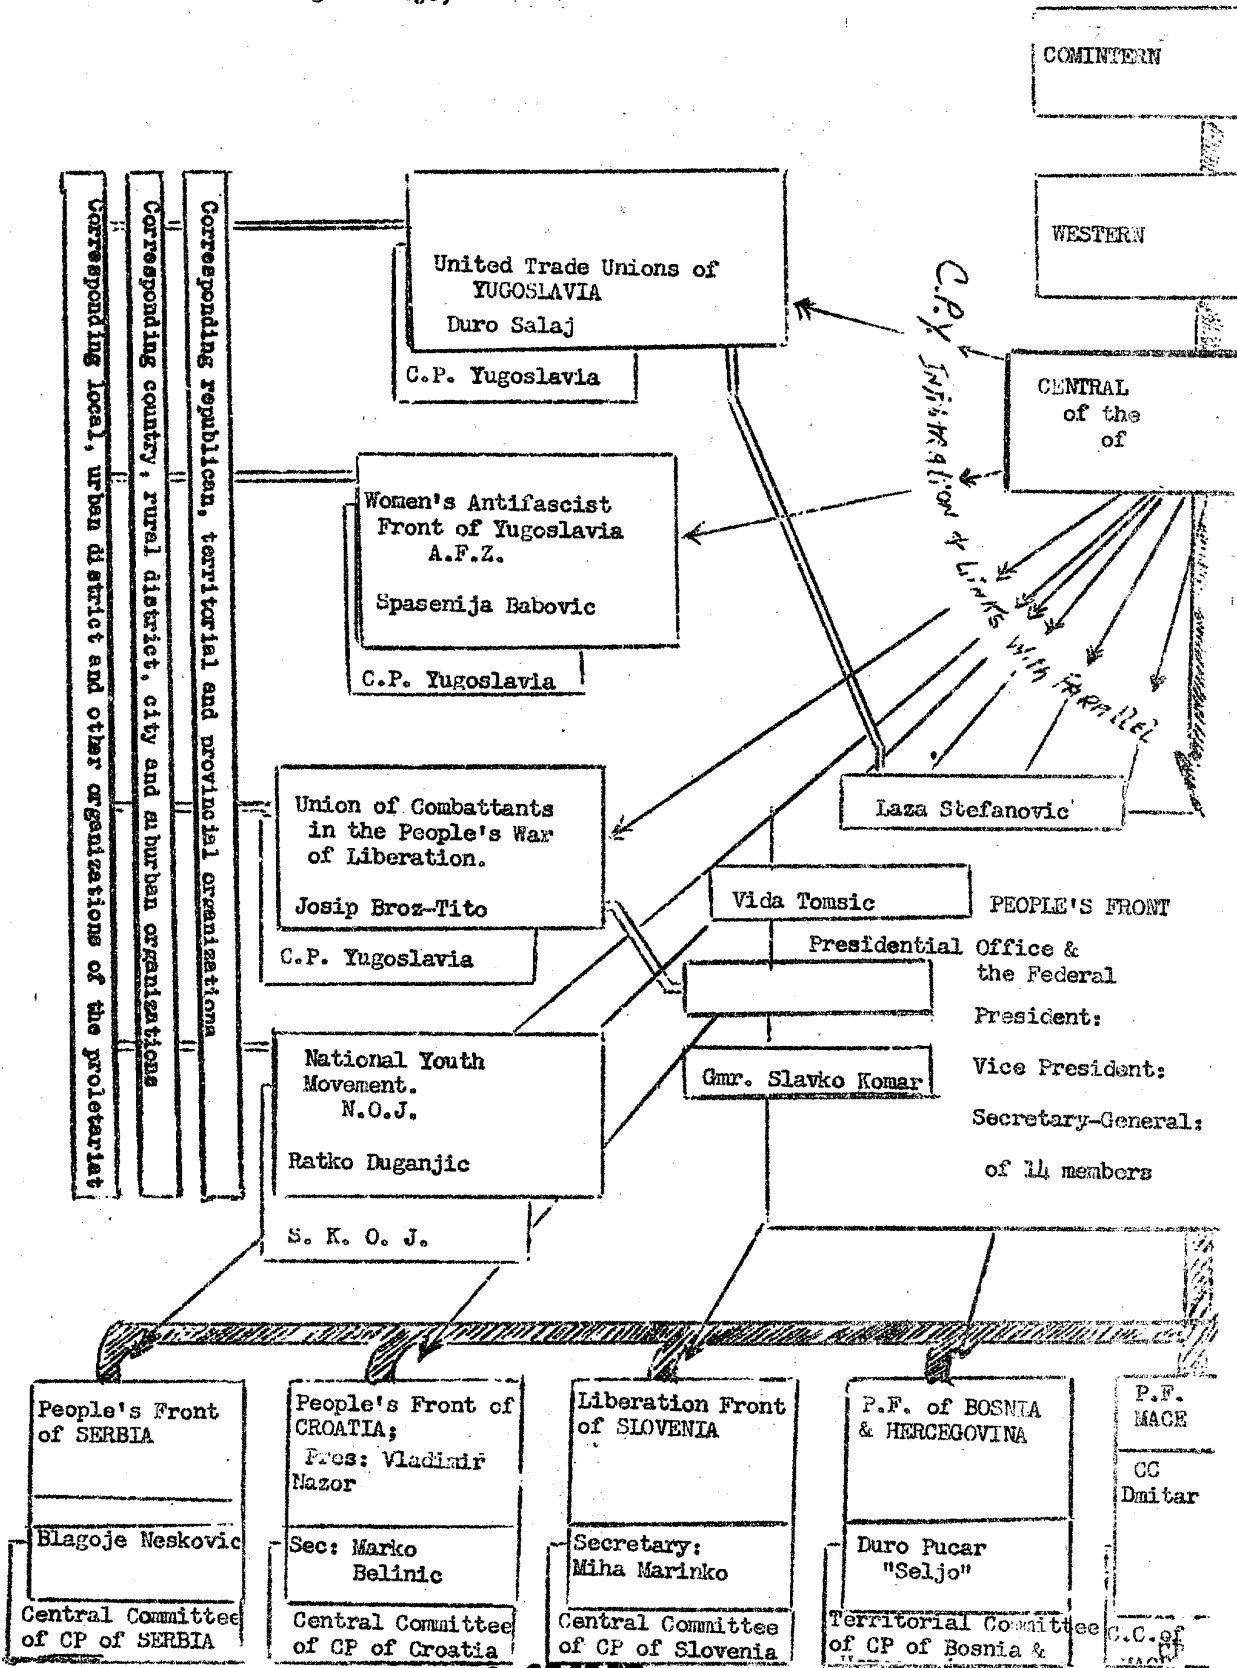 COMINTERN
WESTERN
CENTRAL
of the
of
C.P.Y Infiltration & Links with Parallel
Corresponding local, urban district and other organizations of the proletariat
Corresponding country, rural district, city and suburban organizations
Corresponding republican, territorial and provincial organizations
United Trade Unions of
YUGOSLAVIA
Duro Salaj
C.P. Yugoslavia
Women's Antifascist
Front of Yugoslavia
A.F.Z.
Spasenija Babovic
C.P. Yugoslavia
Union of Combattants
in the People's War
of Liberation.
Josip Broz-Tito
C.P. Yugoslavia
National Youth
Movement.
N.O.J.
Ratko Duganjic
S. K. O. J.
Laza Stefanovic
Vida Tomsic
Gmr. Slavko Komar
PEOPLE'S FRONT
Presidential Office &
the Federal
President:
Vice President:
Secretary-General:
of 14 members
People's Front
of SERBIA
Blagoje Neskovic
Central Committee
of CP of SERBIA
People's Front of
CROATIA;
Pres: Vladimir
Nazor
Sec: Marko
Belinic
Central Committee
of CP of Croatia
Liberation Front
of SLOVENIA
Secretary:
Miha Marinko
Central Committee
of CP of Slovenia
P.F. of BOSNIA
& HERCEGOVINA
Duro Pucar
"Seljo"
Territorial Committee
of CP of Bosnia &
P.F.
MACE
CC
Dmitar
C.C. of
MACE